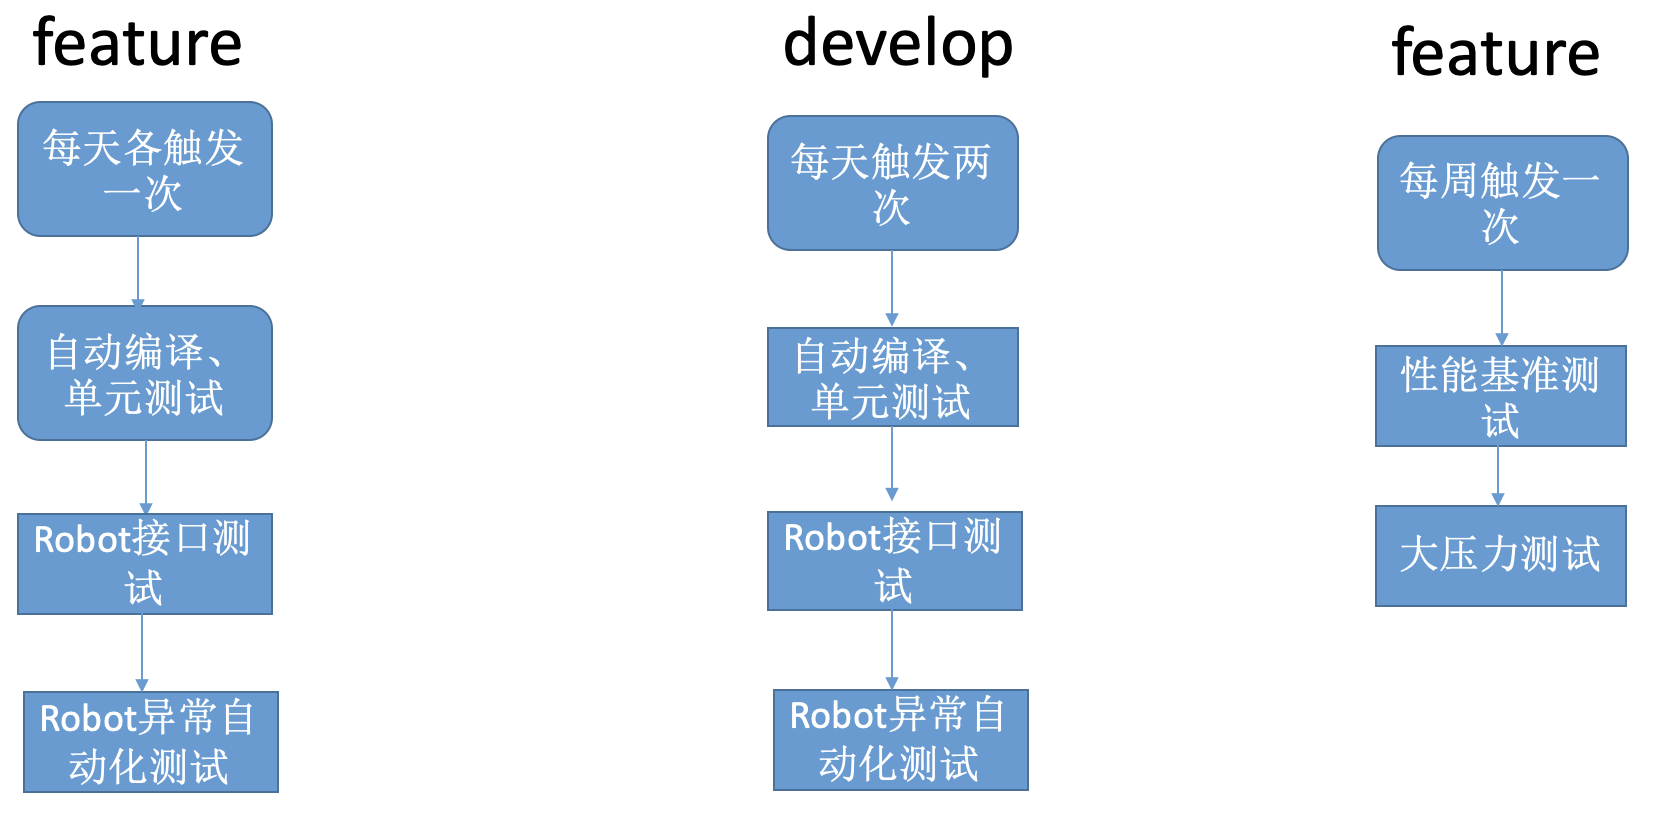 feature
每天各触发
一次
自动编译、
单元测试
Robot接口测
试
Robot异常自
动化测试
develop
每天触发两
次
自动编译、
单元测试
Robot接口测
试
Robot异常自
动化测试
feature
每周触发一
次
性能基准测
试
大压力测试